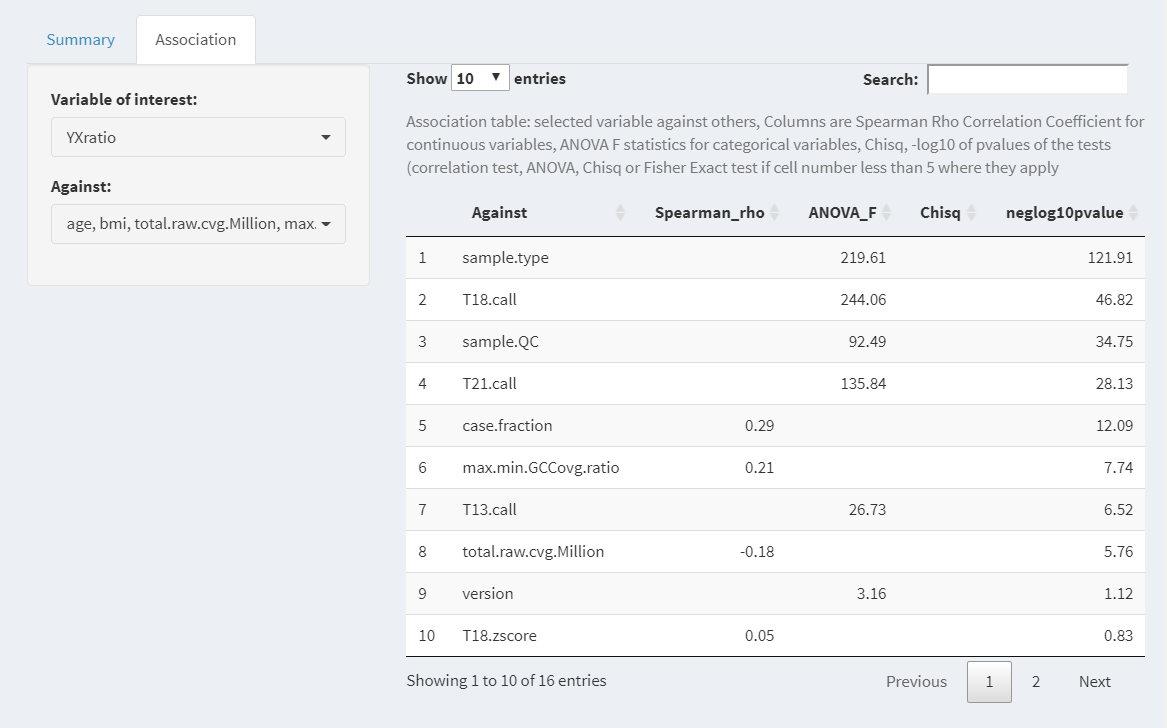 Summary
Association
Variable of interest:
YXratio
Against:
age, bmi, total.raw.cvg.Million, max.
Show 10 entries
Search:
Association table: selected variable against others, Columns are Spearman Rho Correlation Coefficient for
continuous variables, ANOVA F statistics for categorical variables, Chisq, -log10 of pvalues of the tests
(correlation test, ANOVA, Chisq or Fisher Exact test if cell number less than 5 where they apply
Against Spearman_rho ANOVA_F Chisq neglog10pvalue
1 sample.type 219.61 121.91
2 T18.call 244.06 46.82
3 sample.QC 92.49 34.75
4 T21.call 135.84 28.13
5 case.fraction 0.29 12.09
6 max.min.GCCovg.ratio 0.21 7.74
7 T13.call 26.73 6.52
8 total.raw.cvg.Million -0.18 5.76
9 version 3.16 1.12
10 T18.zscore 0.05 0.83
Showing 1 to 10 of 16 entries
Previous 1 2 Next